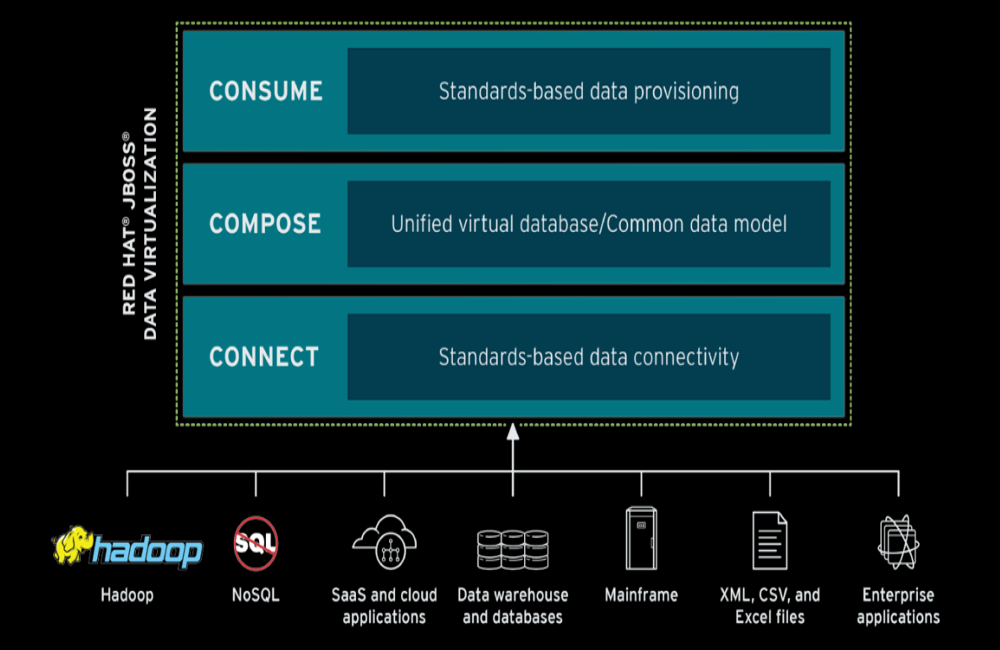 RED HAT® JBOSS®
DATA VIRTUALIZATION
CONSUME
Standards-based data provisioning
COMPOSE
Unified virtual database/Common data model
CONNECT
Standards-based data connectivity
hadoop
Hadoop
SQL
NoSQL
SaaS and cloud
applications
Data warehouse
and databases
Mainframe
XML, CSV, and
Excel files
Enterprise
applications